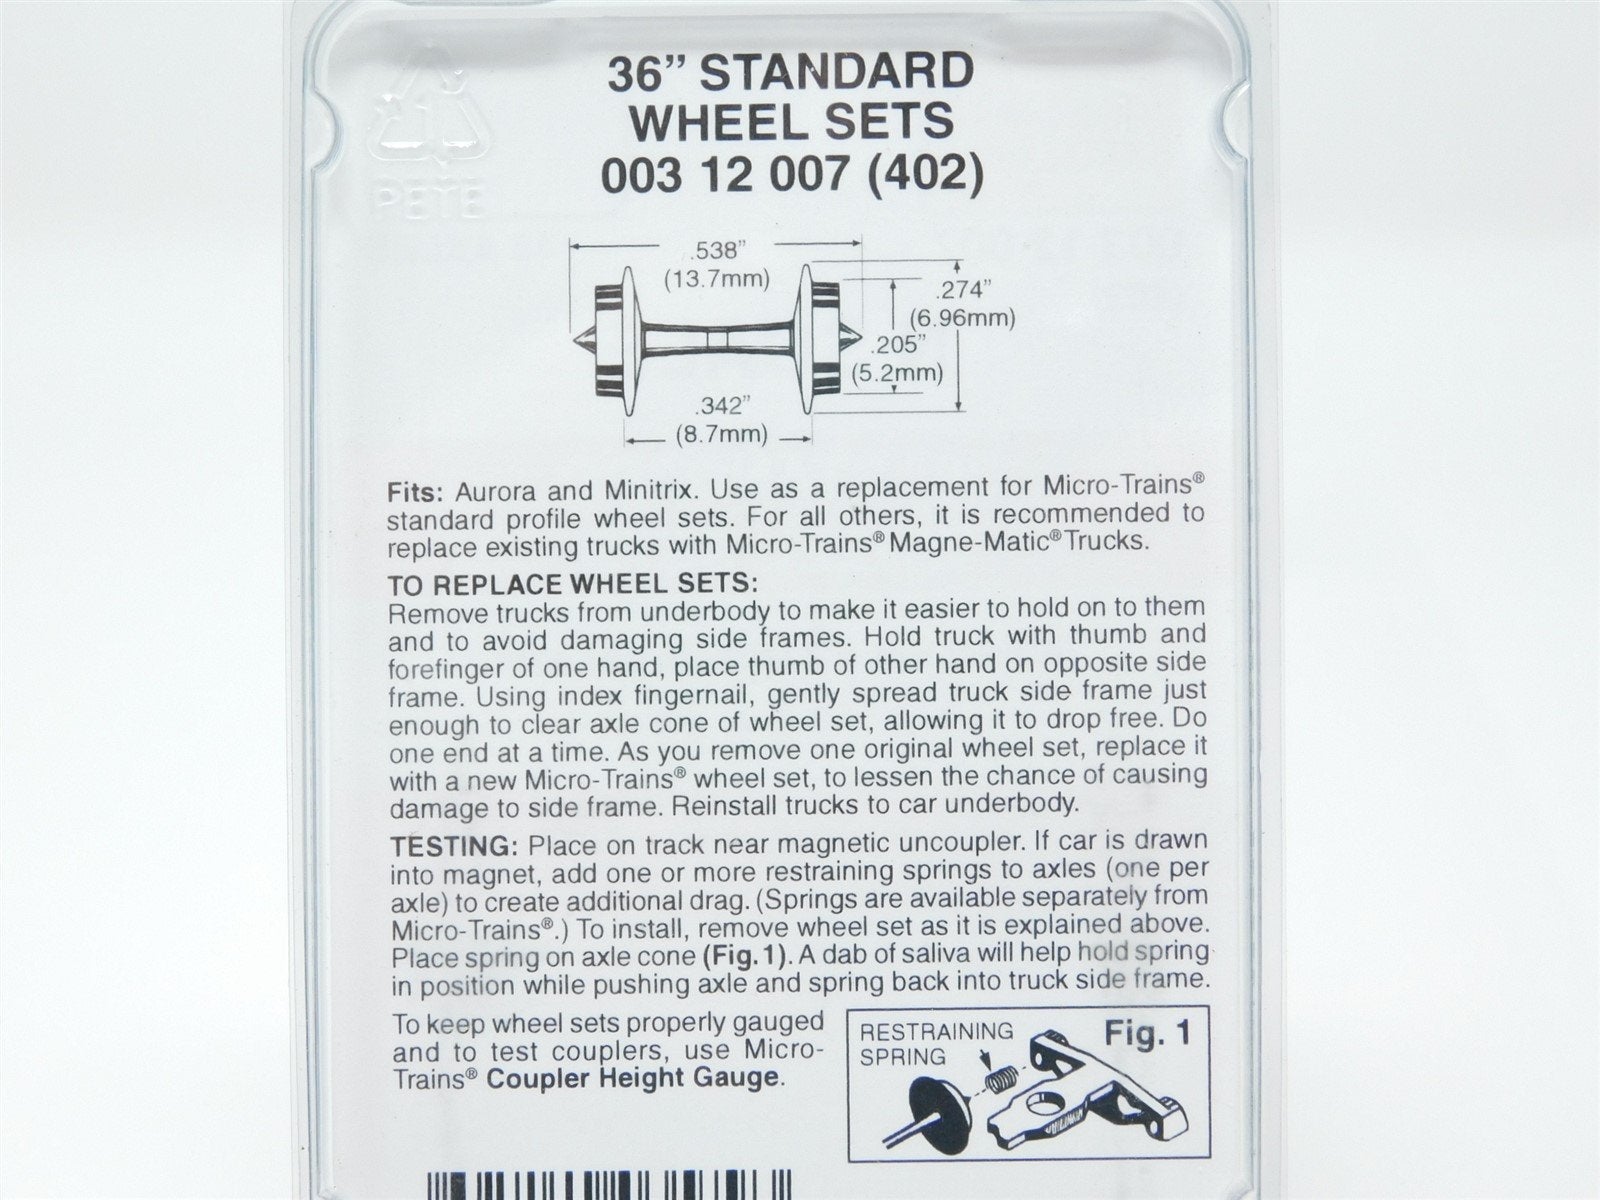 1
PETE
36” STANDARD
WHEEL SETS
003 12 007 (402)
.538”
(13.7mm)
.274”
(6.96mm)
.205”
(5.2mm)
.342”
(8.7mm)
Fits: Aurora and Minitrix. Use as a replacement for Micro-Trains®
standard profile wheel sets. For all others, it is recommended to
replace existing trucks with Micro-Trains® Magne-Matic® Trucks.
TO REPLACE WHEEL SETS:
Remove trucks from underbody to make it easier to hold on to them
and to avoid damaging side frames. Hold truck with thumb and
forefinger of one hand, place thumb of other hand on opposite side
frame. Using index fingernail, gently spread truck side frame just
enough to clear axle cone of wheel set, allowing it to drop free. Do
one end at a time. As you remove one original wheel set, replace it
with a new Micro-Trains® wheel set, to lessen the chance of causing
damage to side frame. Reinstall trucks to car underbody.
TESTING: Place on track near magnetic uncoupler. If car is drawn
into magnet, add one or more restraining springs to axles (one per
axle) to create additional drag. (Springs are available separately from
Micro-Trains®.) To install, remove wheel set as it is explained above.
Place spring on axle cone (Fig.1). A dab of saliva will help hold spring
in position while pushing axle and spring back into truck side frame.
To keep wheel sets properly gauged
and to test couplers, use Micro-
Trains® Coupler Height Gauge.
RESTRAINING
SPRING
Fig. 1